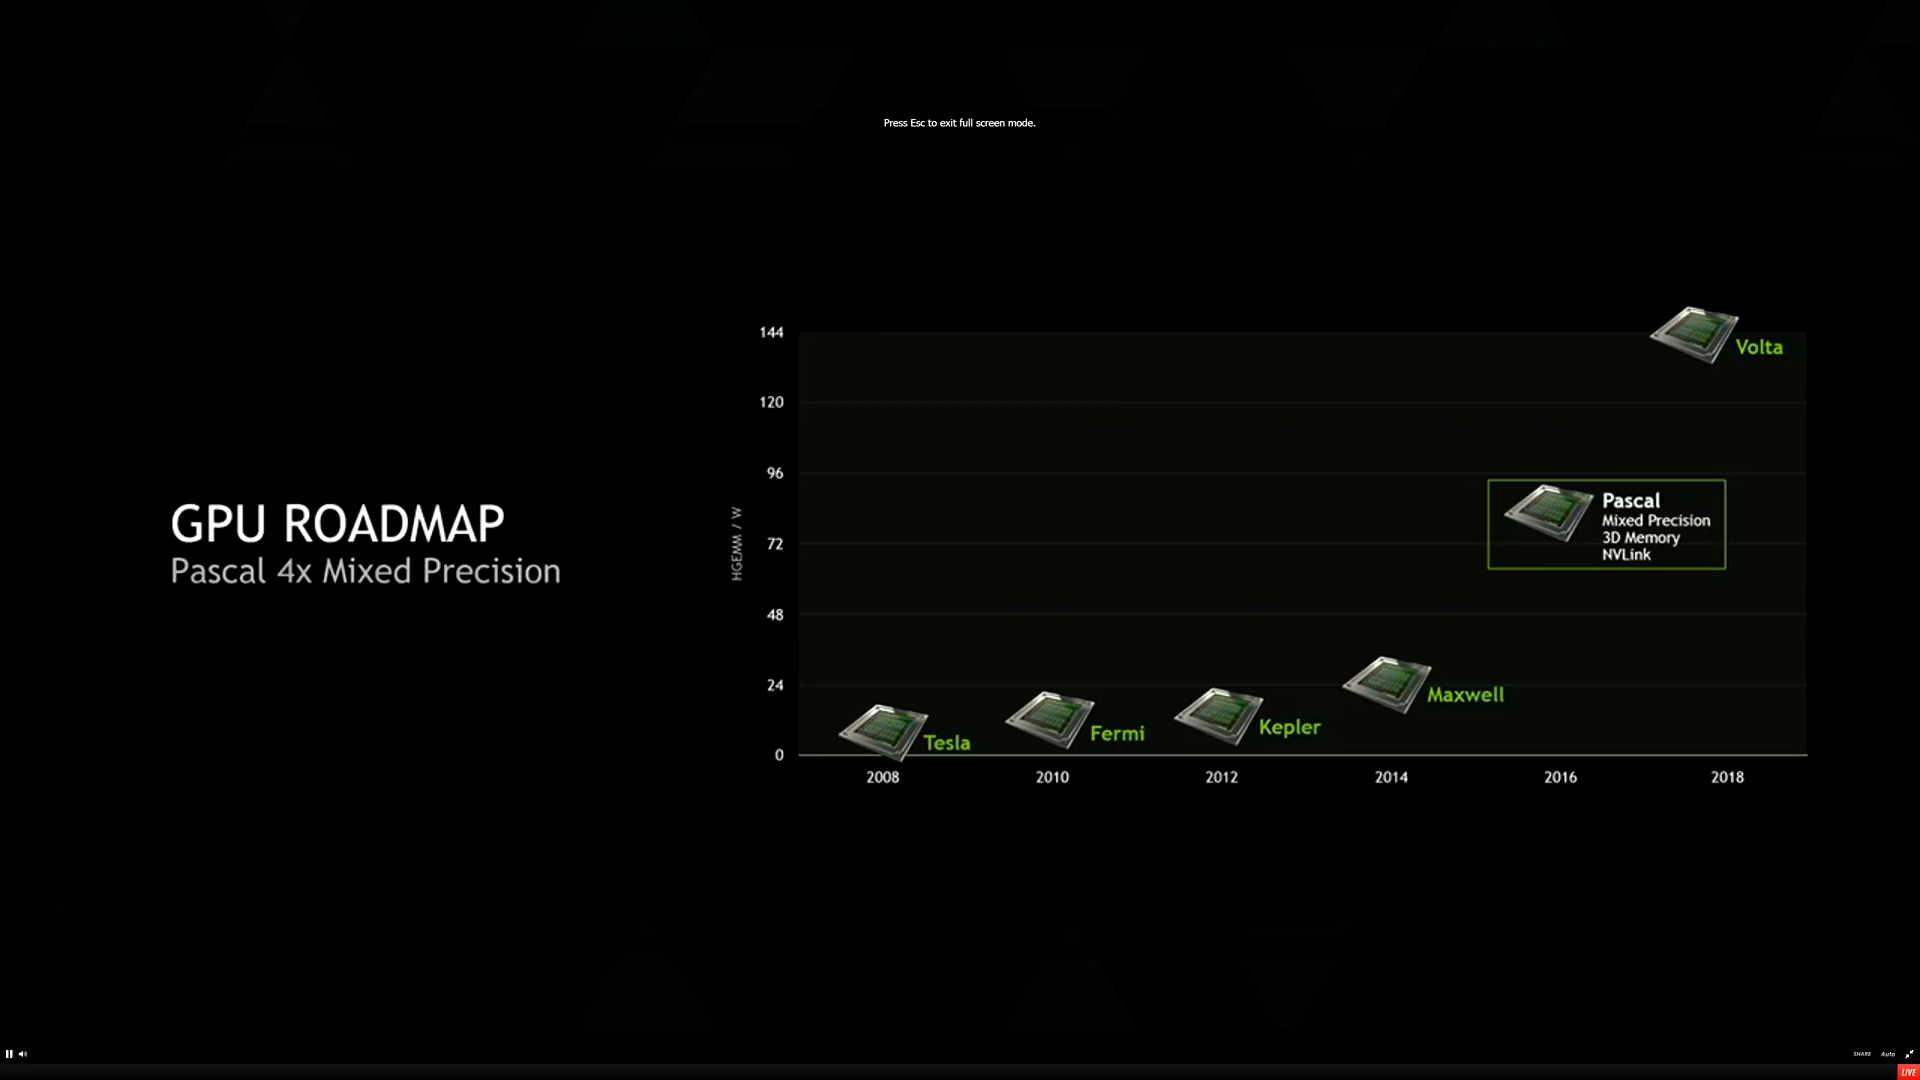 Press Esc to exit full screen mode.
GPU ROADMAP
Pascal 4x Mixed Precision
HGEMM / W
144
120
96
72
48
24
0
Volta
Pascal
Mixed Precision
3D Memory
NVLink
Maxwell
Kepler
Fermi
Tesla
2008
2010
2012
2014
2016
2018
SHARE
Auto
LIVE